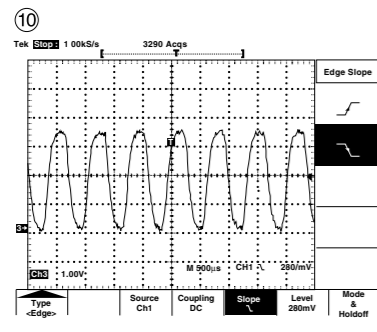 10
Tek Stop: 1 00kS/s 3290 Acqs
T
Edge Slope
T
3
Ch3 1.00V M 500µs CH1 280/mV
Type <Edge>
Source Ch1
Coupling DC
Slope
Level 280mV
Mode & Holdoff